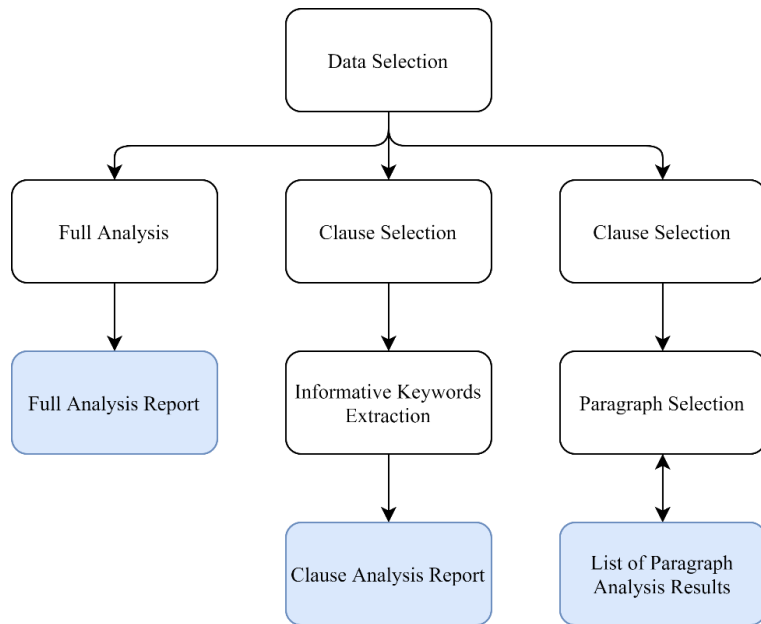 Data Selection
Full Analysis
Clause Selection
Clause Selection
Full Analysis Report
Informative Keywords
Extraction
Paragraph Selection
Clause Analysis Report
List of Paragraph
Analysis Results